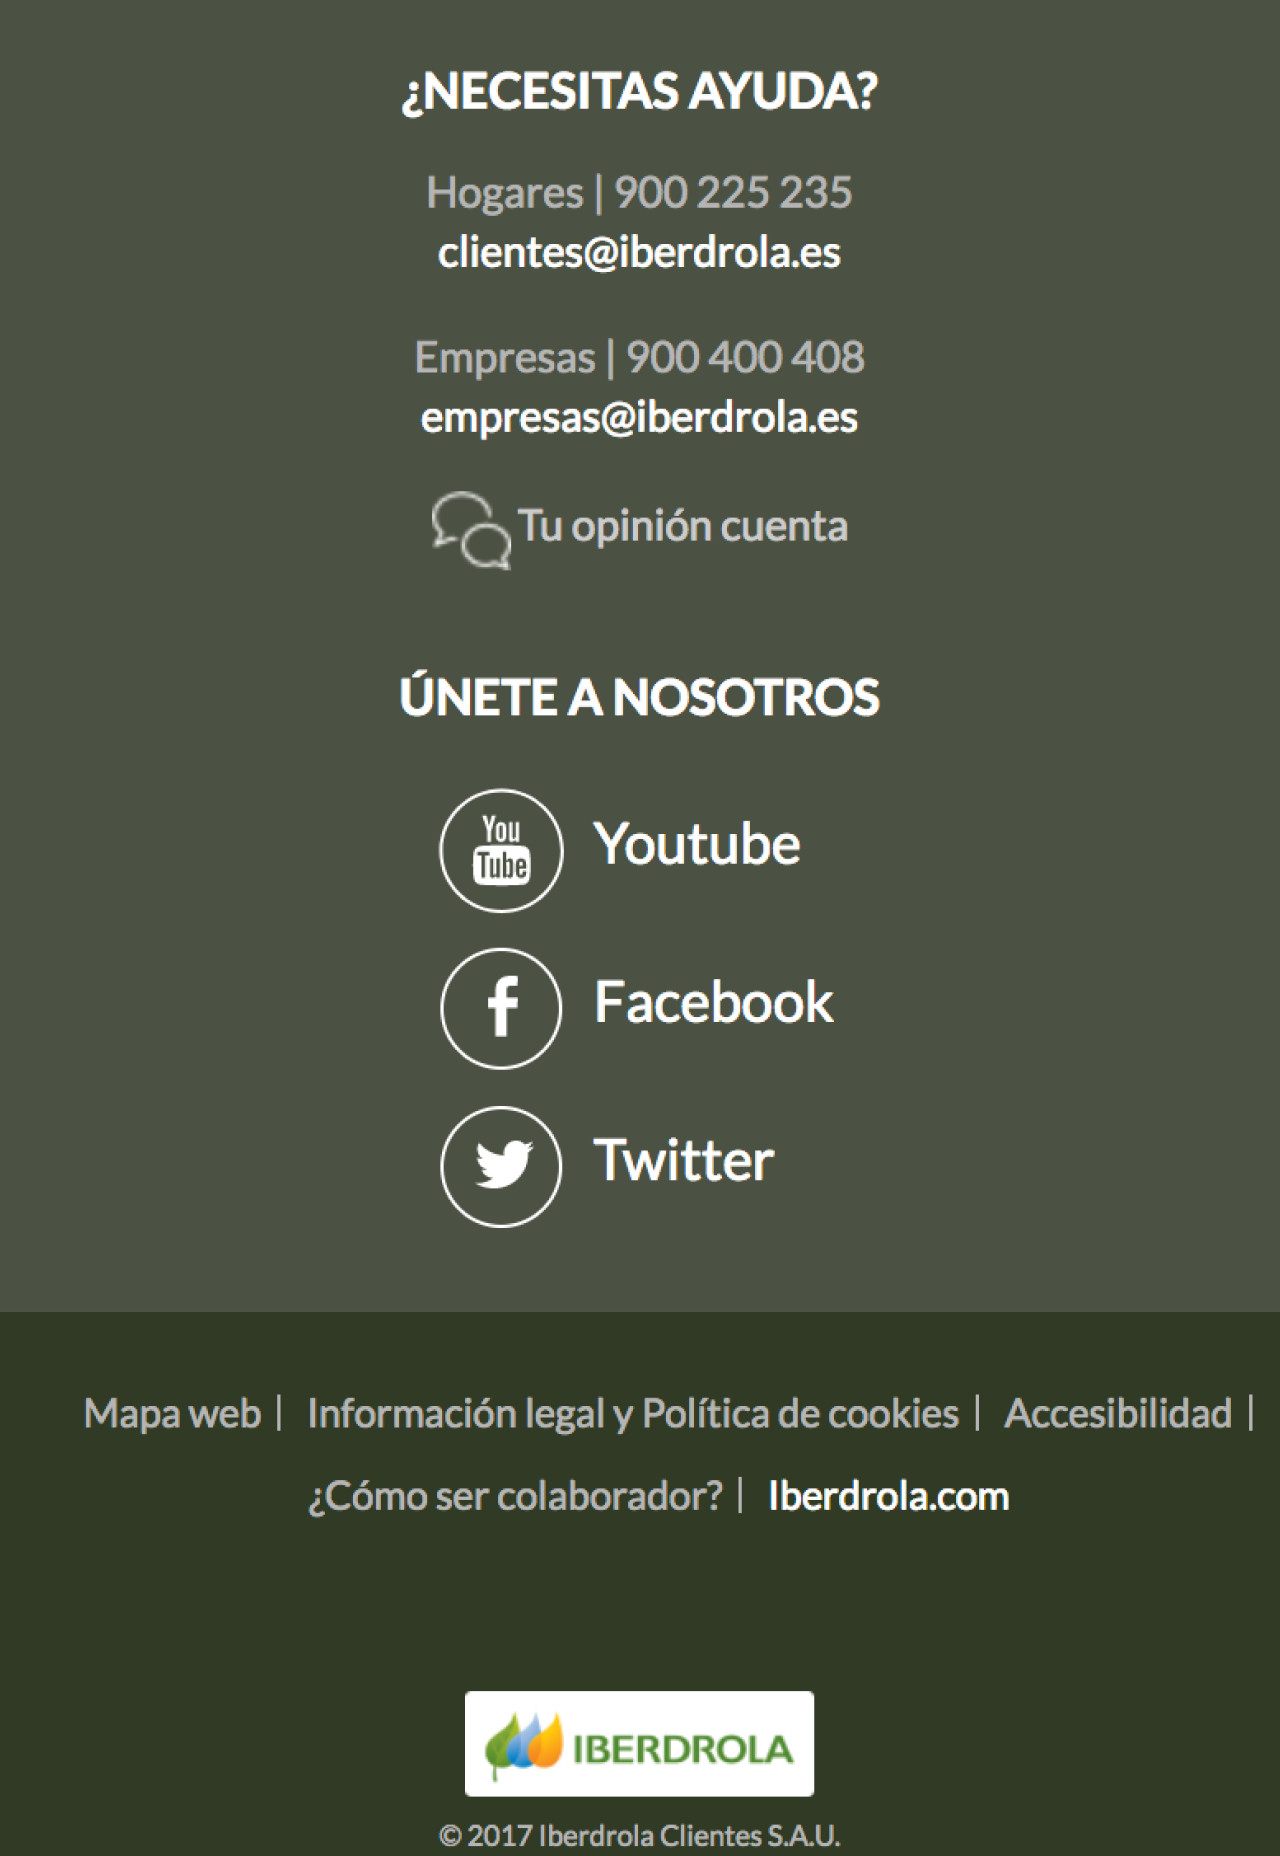 ¿NECESITAS AYUDA?
Hogares | 900 225 235
clientes@iberdrola.es
Empresas | 900 400 408
empresas@iberdrola.es
Tu opinión cuenta
ÚNETE A NOSOTROS
You
Tube
Youtube
f
Facebook
Twitter
Mapa web | Información legal y Política de cookies | Accesibilidad |
¿Cómo ser colaborador? | Iberdrola.com
IBERDROLA
© 2017 Iberdrola Clientes S.A.U.